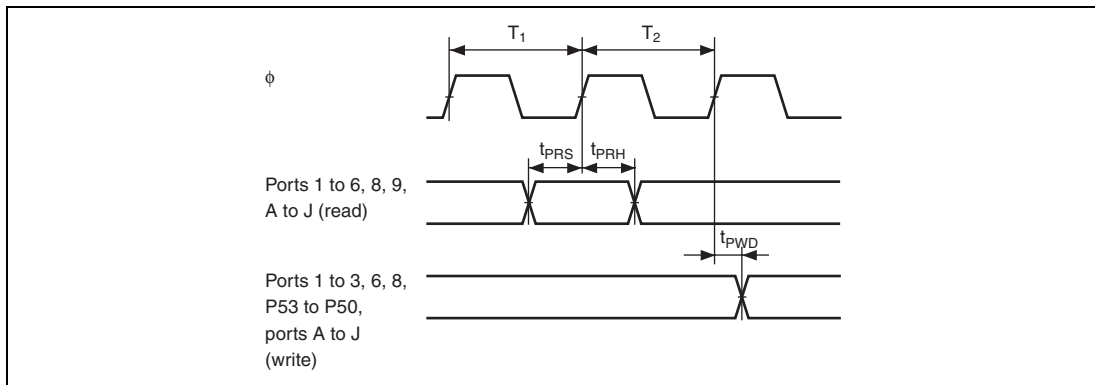 T1 T2
ϕ
tPRS tPRH
Ports 1 to 6, 8, 9,
A to J (read)
tPWD
Ports 1 to 3, 6, 8,
P53 to P50,
ports A to J
(write)